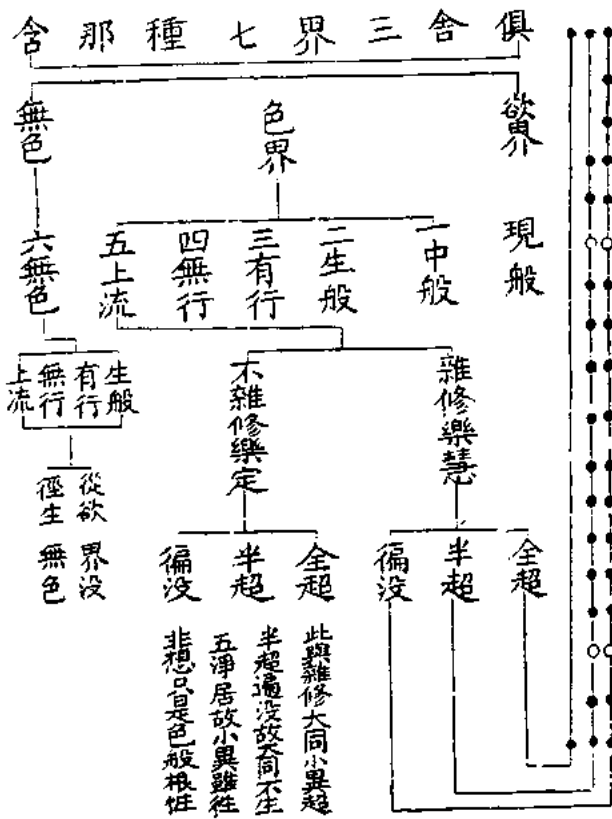 俱舍三界七種那含
欲界
色界
無色
現般
一中般
二生般
三有行
四無行
五上流
六無色
雜修樂慧
不雜修樂定
生般
有行
無行
上流
從欲界没
徑生無色
全超
半超
徧没
全超
半超
徧没
此與雜修大同小異超
半超遍没故大同不生
五淨居故小異雖徃
非想只是色般根性